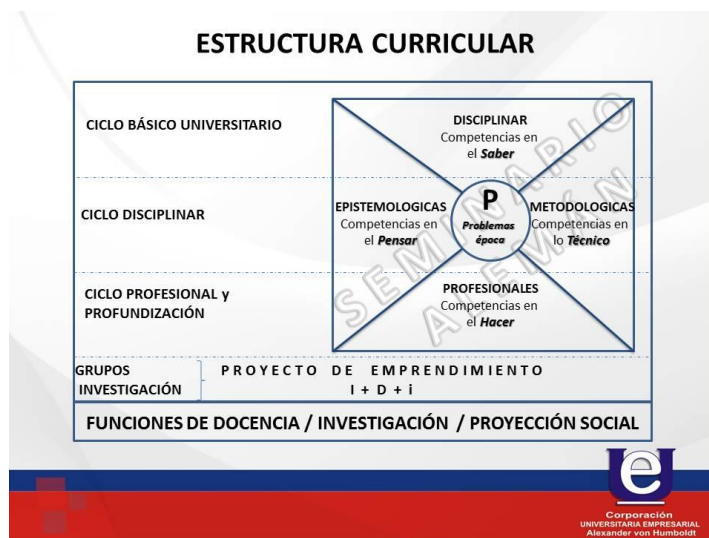 ESTRUCTURA CURRICULAR
CICLO BÁSICO UNIVERSITARIO
DISCIPLINAR
Competencias en
el Saber
CICLO DISCIPLINAR
EPISTEMOLOGICAS
Competencias en
el Pensar
P
Problemas
época
METODOLOGICAS
Competencias en
lo Técnico
CICLO PROFESIONAL y
PROFUNDIZACIÓN
PROFESIONALES
Competencias en
el Hacer
SEMINARIO
ALEMÁN
GRUPOS
INVESTIGACIÓN
PROYECTO DE EMPRENDIMIENTO
I + D + i
FUNCIONES DE DOCENCIA / INVESTIGACIÓN / PROYECCIÓN SOCIAL
ue
Corporación
UNIVERSITARIA EMPRESARIAL
Alexander von Humboldt